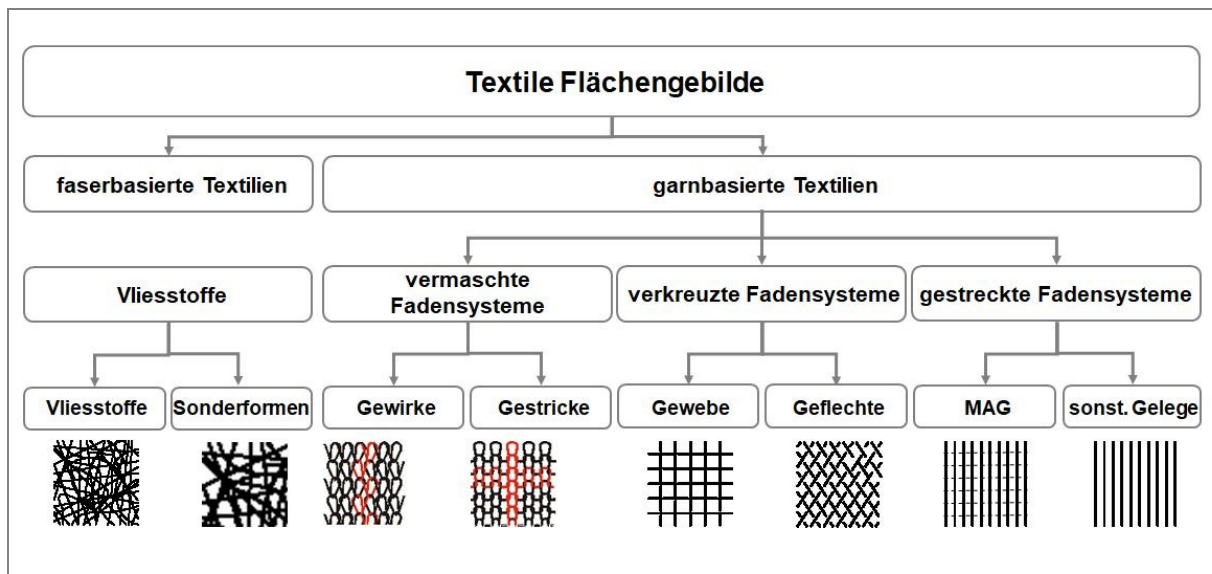 Textile Flächengebilde
faserbasierte Textilien
garnbasierte Textilien
Vliesstoffe
vermaschte
Fadensysteme
verkreuzte Fadensysteme
gestreckte Fadensysteme
Vliesstoffe
Sonderformen
Gewirke
Gestricke
Gewebe
Geflechte
MAG
sonst. Gelege